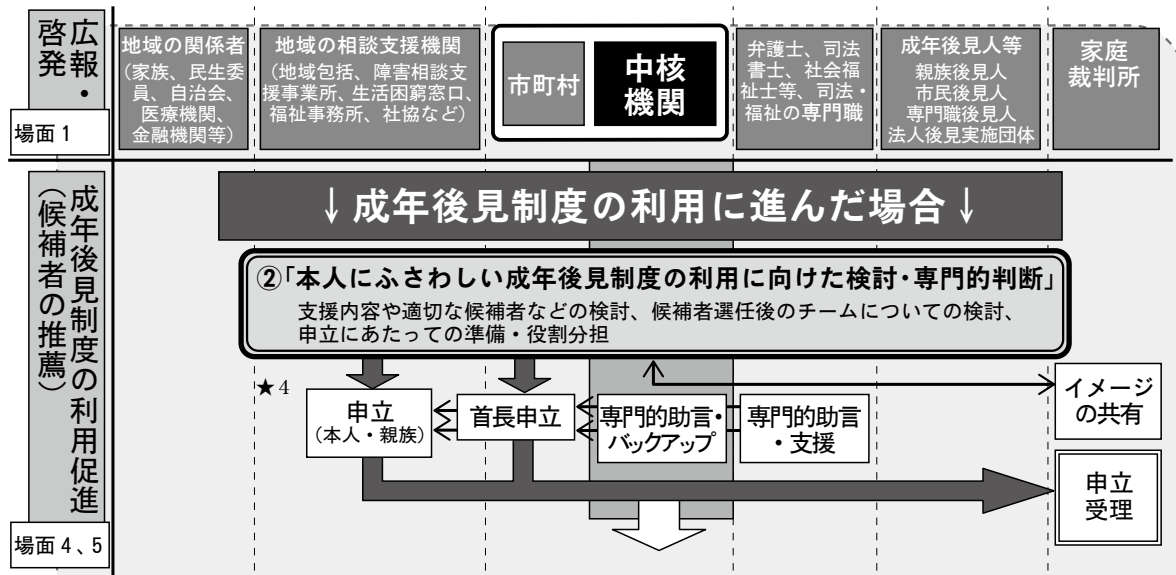 広報・
啓発
場面1
地域の関係者
(家族、民生委
員、自治会、
医療機関、
金融機関等)
地域の相談支援機関
(地域包括、障害相談支
援事業所、生活困窮窓口、
福祉事務所、社協など)
市町村
中核
機関
弁護士、司法
書士、社会福
祉士等、司法・
福祉の専門職
成年後見人等
親族後見人
市民後見人
専門職後見人
法人後見実施団体
家庭
裁判所
成年後見制度の利用促進
(候補者の推薦)
場面4、5
↓成年後見制度の利用に進んだ場合↓
②「本人にふさわしい成年後見制度の利用に向けた検討・専門的判断」
支援内容や適切な候補者などの検討、候補者選任後のチームについての検討、
申立にあたっての準備・役割分担
★4
申立
(本人・親族)
首長申立
専門的助言・
バックアップ
専門的助言
・支援
イメージ
の共有
申立
受理